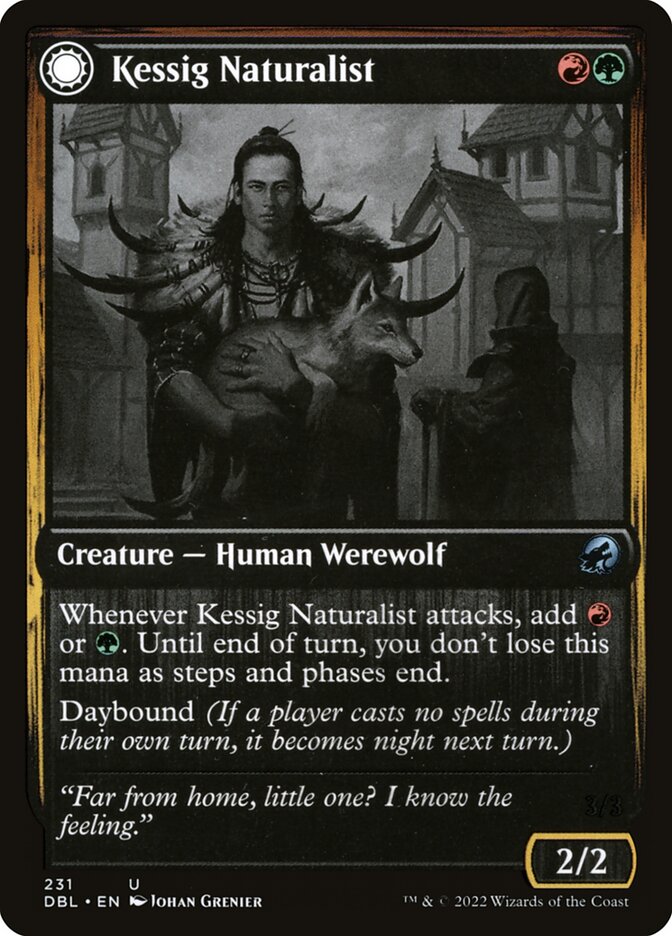 Kessig Naturalist
Creature — Human Werewolf
Whenever Kessig Naturalist attacks, add
or . Until end of turn, you don't lose this
mana as steps and phases end.
Daybound (If a player casts no spells during
their own turn, it becomes night next turn.)
"Far from home, little one? I know the
feeling."
3/3
2/2
231 U
DBL • EN Johan Grenier
™ & © 2022 Wizards of the Coast